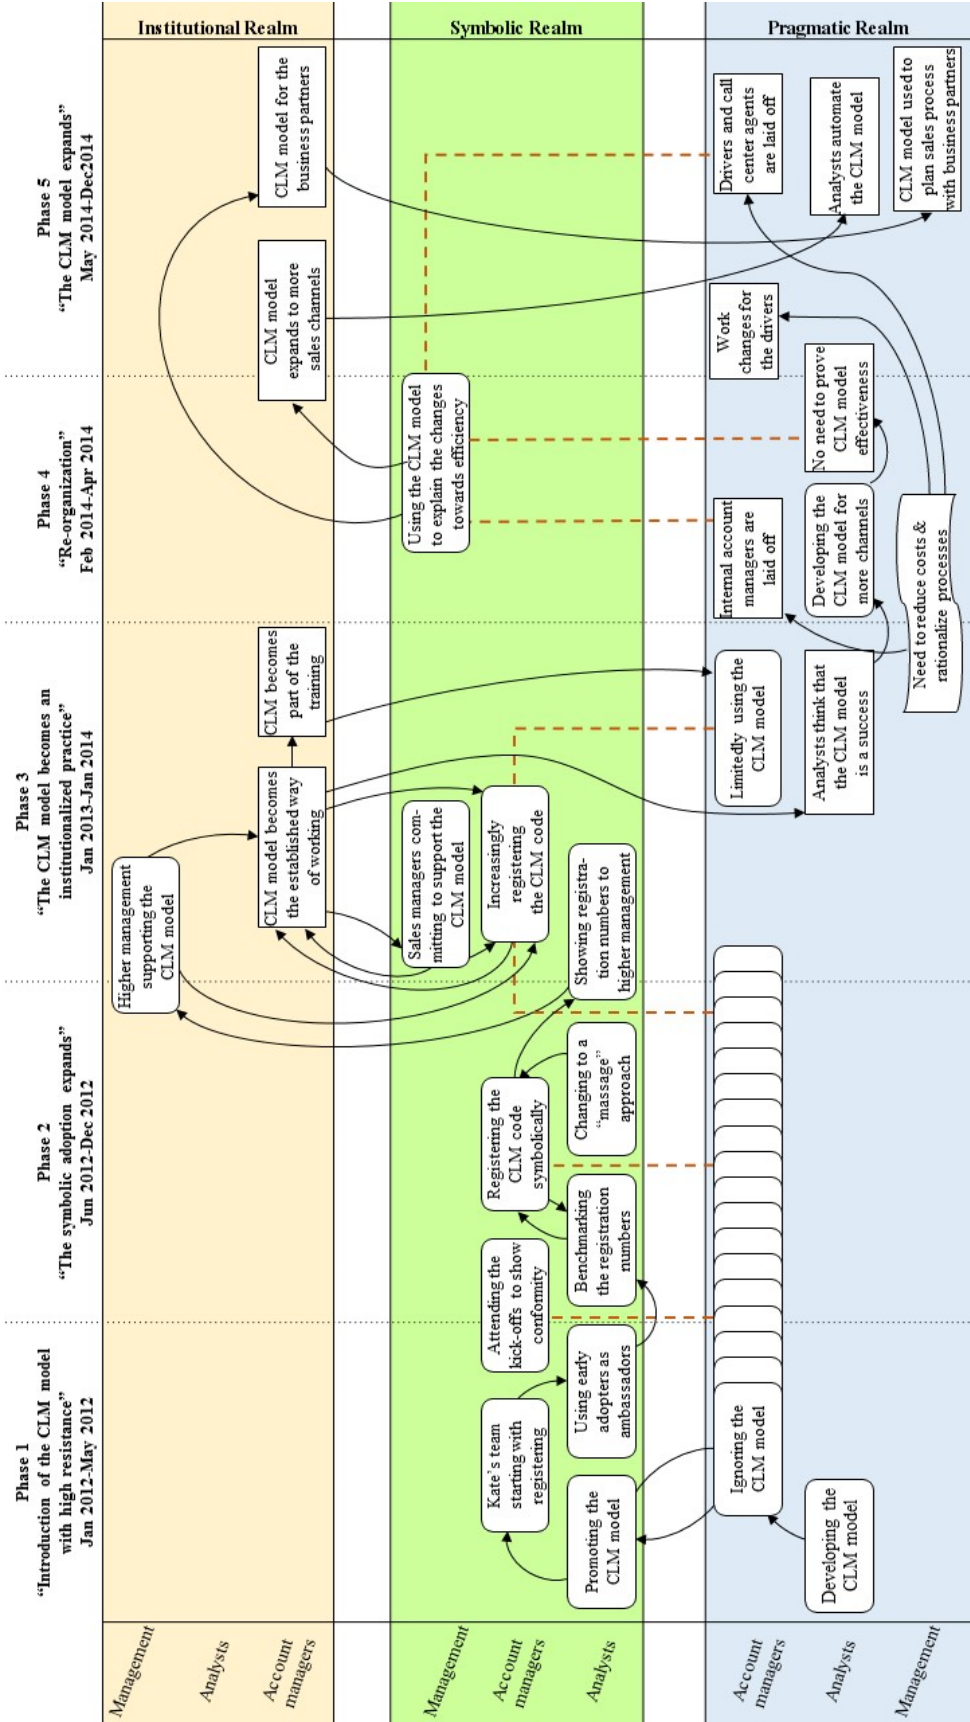 Phase 1
“Introduction of the CLM model
with high resistance”
Jan 2012-May 2012
Phase 2
“The symbolic adoption expands”
Jun 2012-Dec 2012
Phase 3
“The CLM model becomes an
institutionalized practice”
Jan 2013-Jan 2014
Phase 4
“Re-organization”
Feb 2014-Apr 2014
Phase 5
“The CLM model expands”
May 2014-Dec2014
Institutional Realm
Management
Analysts
Account
managers
Higher management
supporting the
CLM model
CLM model becomes
the established way
of working
CLM becomes
part of the
training
CLM model
expands to more
sales channels
CLM model for the
business partners
Symbolic Realm
Management
Account
managers
Analysts
Sales managers com-
mitting to support the
CLM model
Using the CLM model
to explain the changes
towards efficiency
Kate’s team
starting with
registering
Attending the
kick-offs to show
conformity
Registering the
CLM code
symbolically
Increasingly
registering
the CLM code
Promoting the
CLM model
Using early
adopters as
ambassadors
Benchmarking
the registration
numbers
Changing to a
“massage”
approach
Showing registra-
tion numbers to
higher management
Pragmatic Realm
Account
managers
Analysts
Management
Ignoring the
CLM model
Limitedly using the
CLM model
Internal account
managers are
laid off
Work
changes for
the drivers
Drivers and call
center agents
are laid off
Developing the
CLM model
Analysts think that
the CLM model
is a success
Developing the
CLM model for
more channels
No need to prove
CLM model
effectiveness
Analysts automate
the CLM model
Need to reduce costs &
rationalize processes
CLM model used to
plan sales process
with business partners